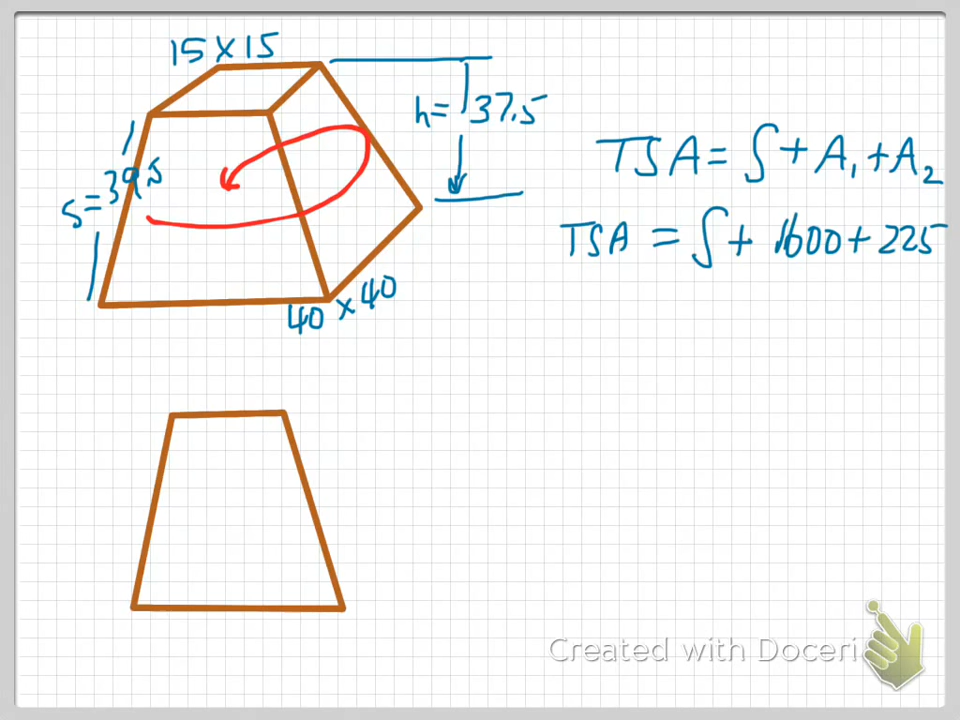 15 × 15
h = 37.5
s = 39.5
40 × 40
TSA = S + A₁ + A₂
TSA = S + 1600 + 225
Created with Doceri